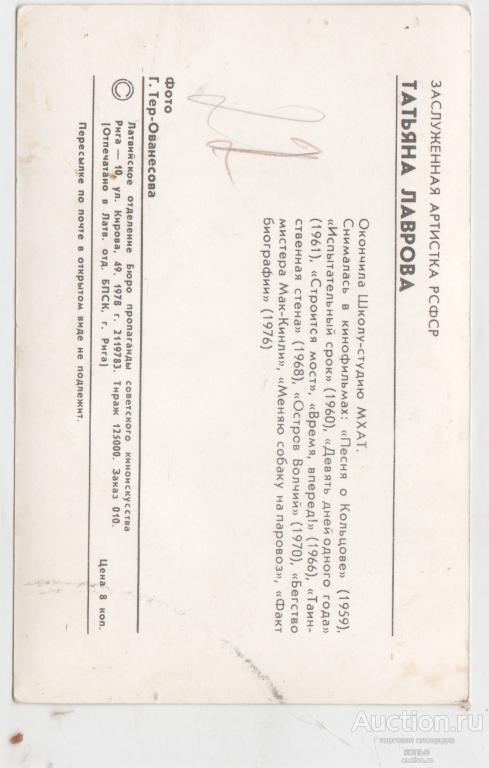 ЗАСЛУЖЕННАЯ АРТИСТКА РСФСР
ТАТЬЯНА ЛАВРОВА
Окончила Школу-студию МХАТ.
Снималась в кинофильмах: «Песня о Кольцове» (1959),
«Испытательный срок» (1960), «Девять дней одного года»
(1961), «Строится мост», «Время, вперед!» (1966), «Таин-
ственная стена» (1968), «Остров Волчий» (1970), «Бегство
мистера Мак-Кинли», «Меняю собаку на паровоз», «Факт
биографии» (1976)
Фото
Г. Тер-Ованесова
© Латвийское отделение Бюро пропаганды советского киноискусства
Рига — 10, ул. Кирова, 49. 1978 г. 2119783. Тираж 125000. Заказ 010.
(Отпечатано в Латв. отд. БПСК, г. Рига) Цена 8 коп.
Пересылке по почте в открытом виде не подлежит.
Auction.ru
торговая площадка
auction.ru